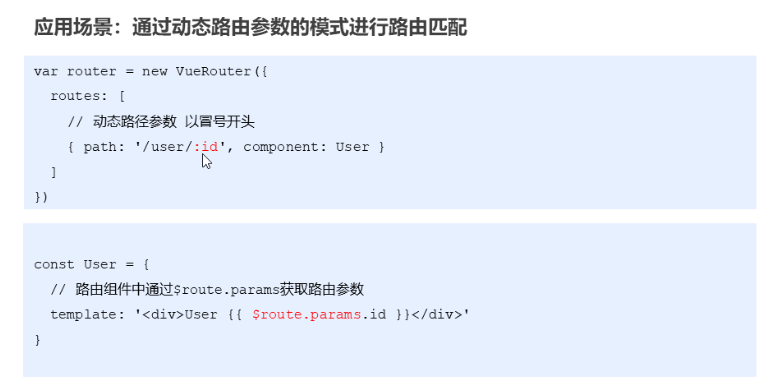 应用场景：通过动态路由参数的模式进行路由匹配
var router = new VueRouter({
  routes: [
    // 动态路径参数 以冒号开头
    { path: '/user/:id', component: User }
  ]
})
const User = {
  // 路由组件中通过$route.params获取路由参数
  template: '<div>User {{ $route.params.id }}</div>'
}